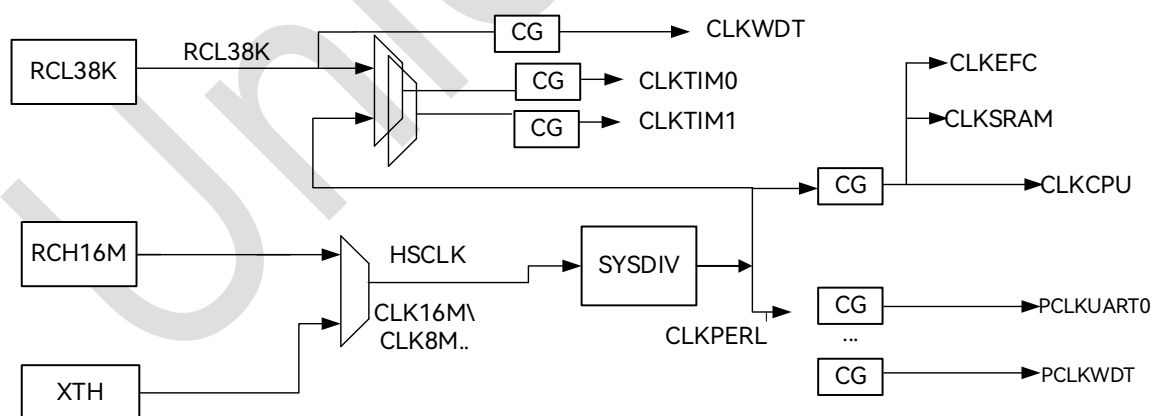 CG
CLKWDT
RCL38K
RCL38K
CLKEFC
CG
CLKTIM0
CG
CLKTIM1
CLKSRAM
CG
CLKCPU
RCH16M
HSCLK
SYSDIV
CLK16M\
CLK8M..
CG
PCLKUART0
CLKPERL
...
XTH
CG
PCLKWDT